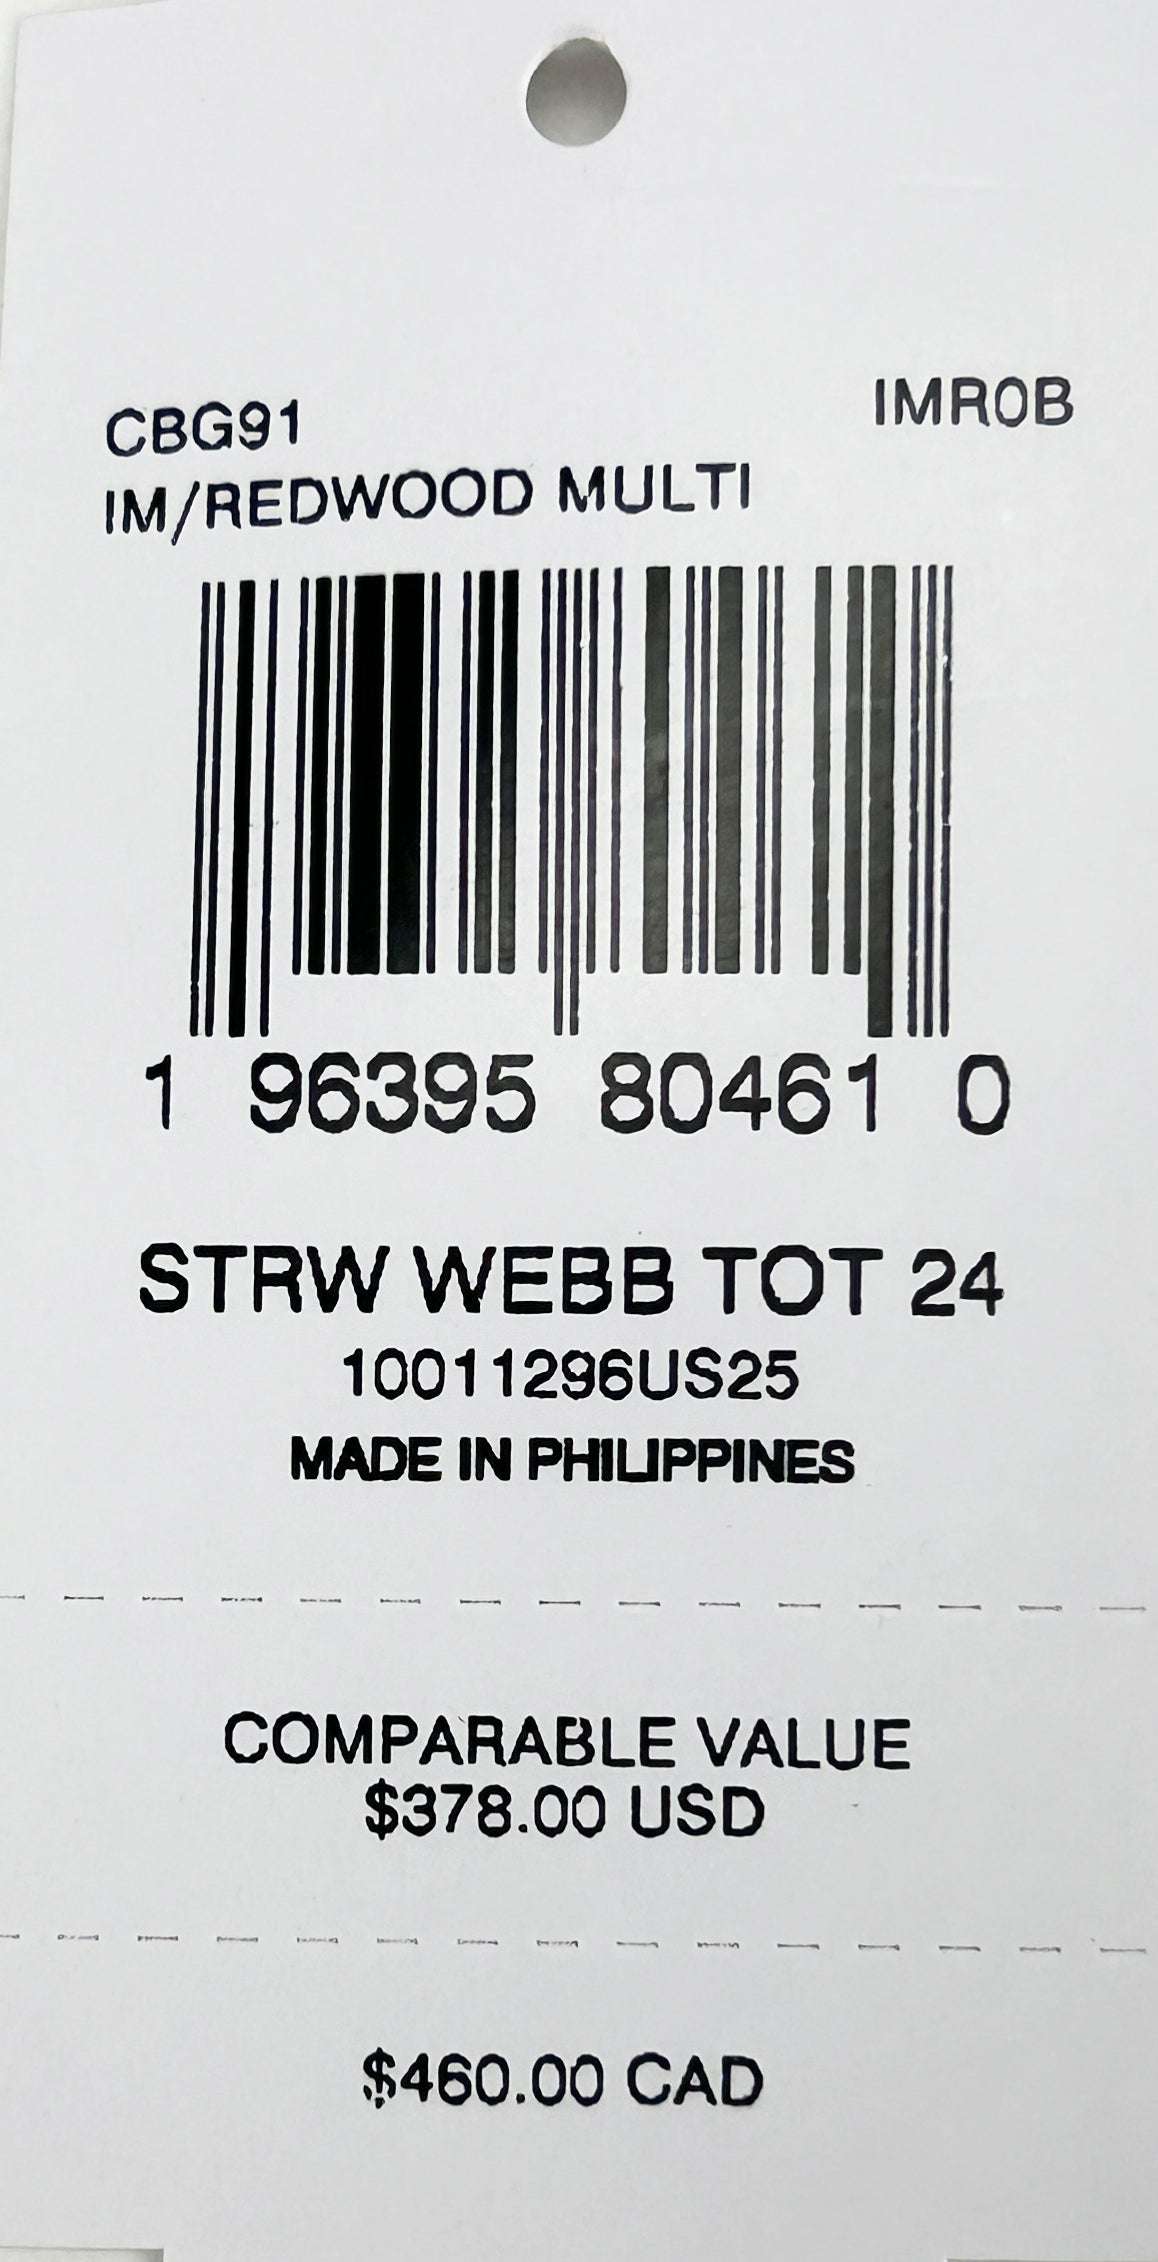 CBG91 IMR0B
IM/REDWOOD MULTI
1 96395 80461 0
STRW WEBB TOT 24
10011296US25
MADE IN PHILIPPINES
COMPARABLE VALUE
$378.00 USD
$460.00 CAD